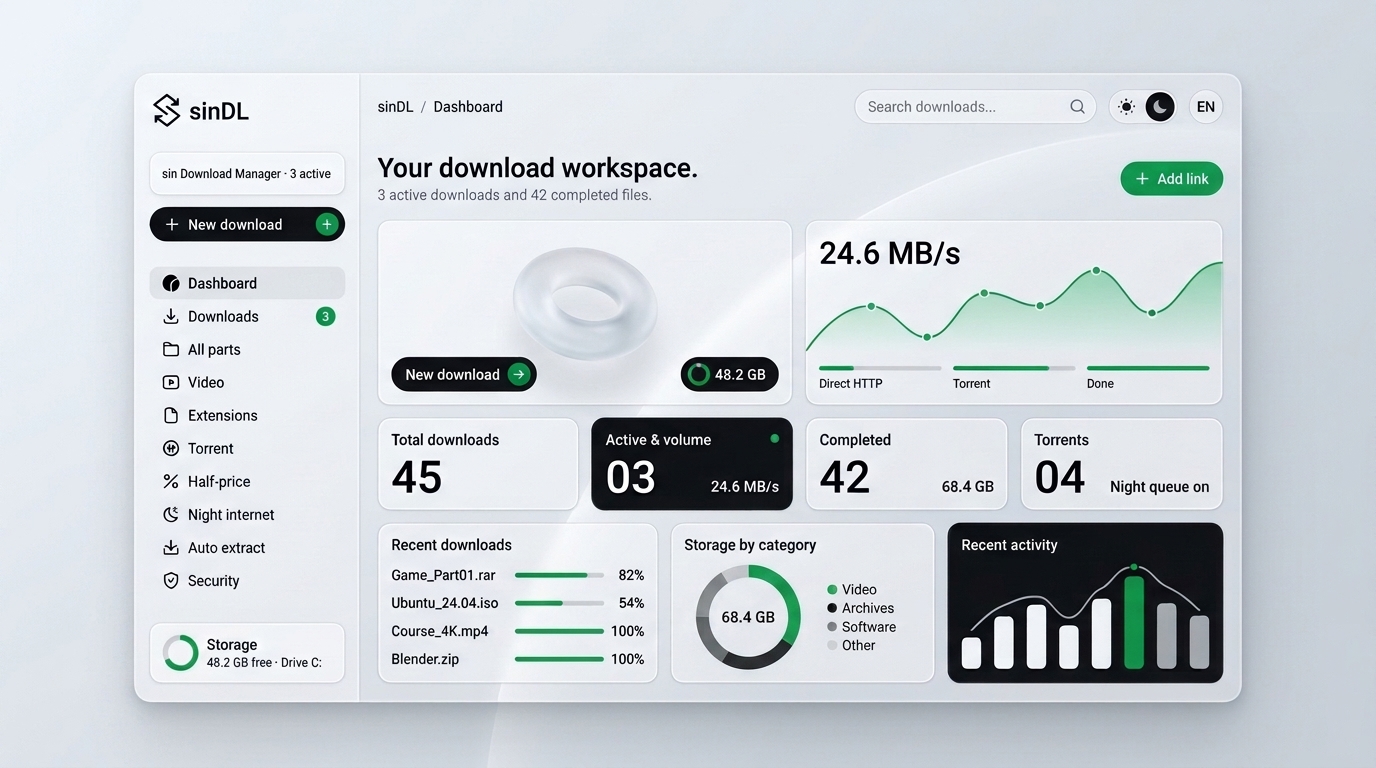 sinDL
sin Download Manager · 3 active
+ New download +
Dashboard
Downloads 3
All parts
Video
Extensions
Torrent
Half-price
Night internet
Auto extract
Security
Storage
48.2 GB free · Drive C:
sinDL / Dashboard
Search downloads...
EN
Your download workspace.
3 active downloads and 42 completed files.
+ Add link
New download →
48.2 GB
24.6 MB/s
Direct HTTP
Torrent
Done
Total downloads
45
Active & volume
03
24.6 MB/s
Completed
42
68.4 GB
Torrents
04
Night queue on
Recent downloads
Game_Part01.rar 82%
Ubuntu_24.04.iso 54%
Course_4K.mp4 100%
Blender.zip 100%
Storage by category
68.4 GB
Video
Archives
Software
Other
Recent activity